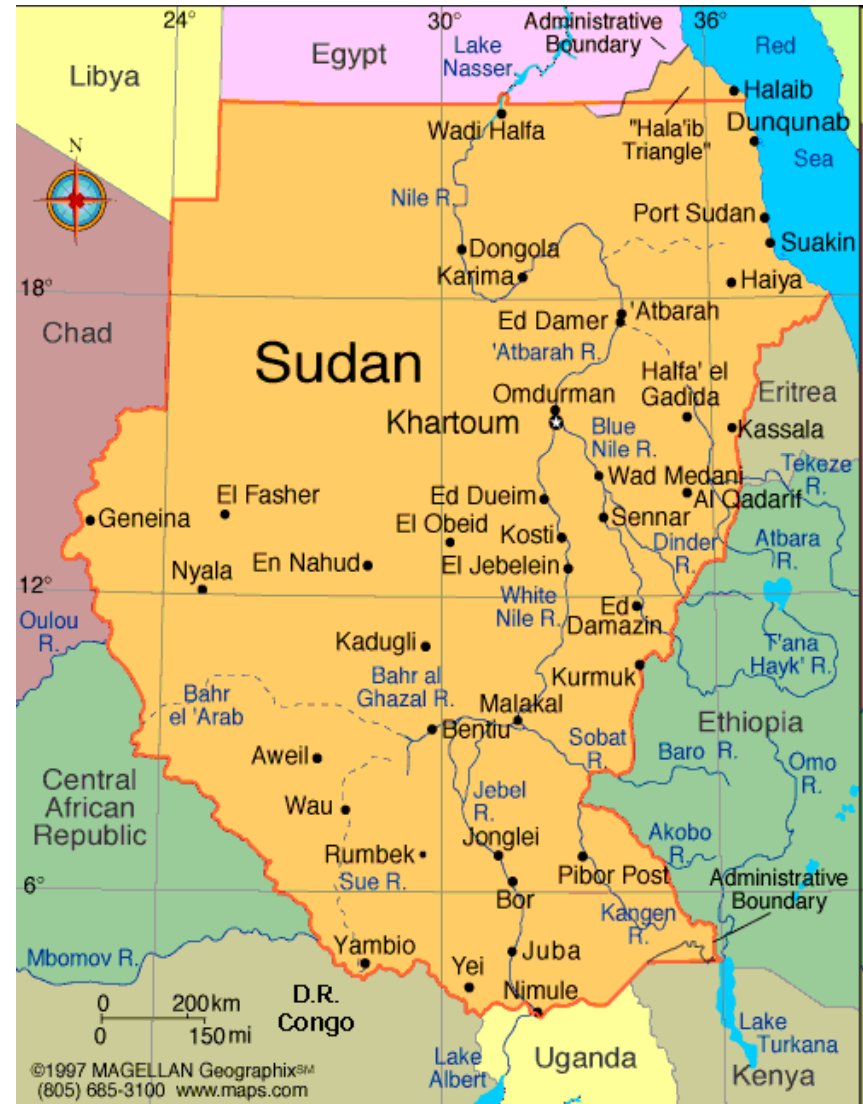 24°
30°
36°
Administrative
Boundary
Egypt
Lake
Nasser
Red
Libya
Halaib
Wadi Halfa
"Hala'ib
Triangle"
Dunqunab
N
Sea
Nile R.
Port Sudan
Suakin
Dongola
Karima
Haiya
18°
'Atbarah
Ed Damer
Chad
'Atbarah R.
Sudan
Halfa' el
Gadida
Omdurman
Eritrea
Khartoum
Blue
Nile R.
Kassala
Tekeze
R.
Wad Medani
El Fasher
Ed Dueim
Al Qadarif
Geneina
El Obeid
Sennar
Kosti
Dinder
R.
Atbara
R.
En Nahud
El Jebelein
Nyala
12°
White
Nile R.
Ed
Damazin
Oulou
R.
T'ana
Hayk' R.
Kadugli
Kurmuk
Bahr al
Ghazal R.
Bahr
el 'Arab
Malakal
Bentiu
Ethiopia
Sobat
R.
Baro R.
Aweil
Omo
R.
Central
African
Republic
Jebel
R.
Wau
Jonglei
Akobo
R.
Rumbek
Pibor Post
Administrative
Boundary
6°
Sue R.
Bor
Kangen
R.
Yambio
Juba
Mbomov R.
Yei
Nimule
D.R.
Congo
0 200 km
0 150 mi
Lake
Turkana
Uganda
Lake
Albert
Kenya
©1997 MAGELLAN Geographix℠
(805) 685-3100 www.maps.com